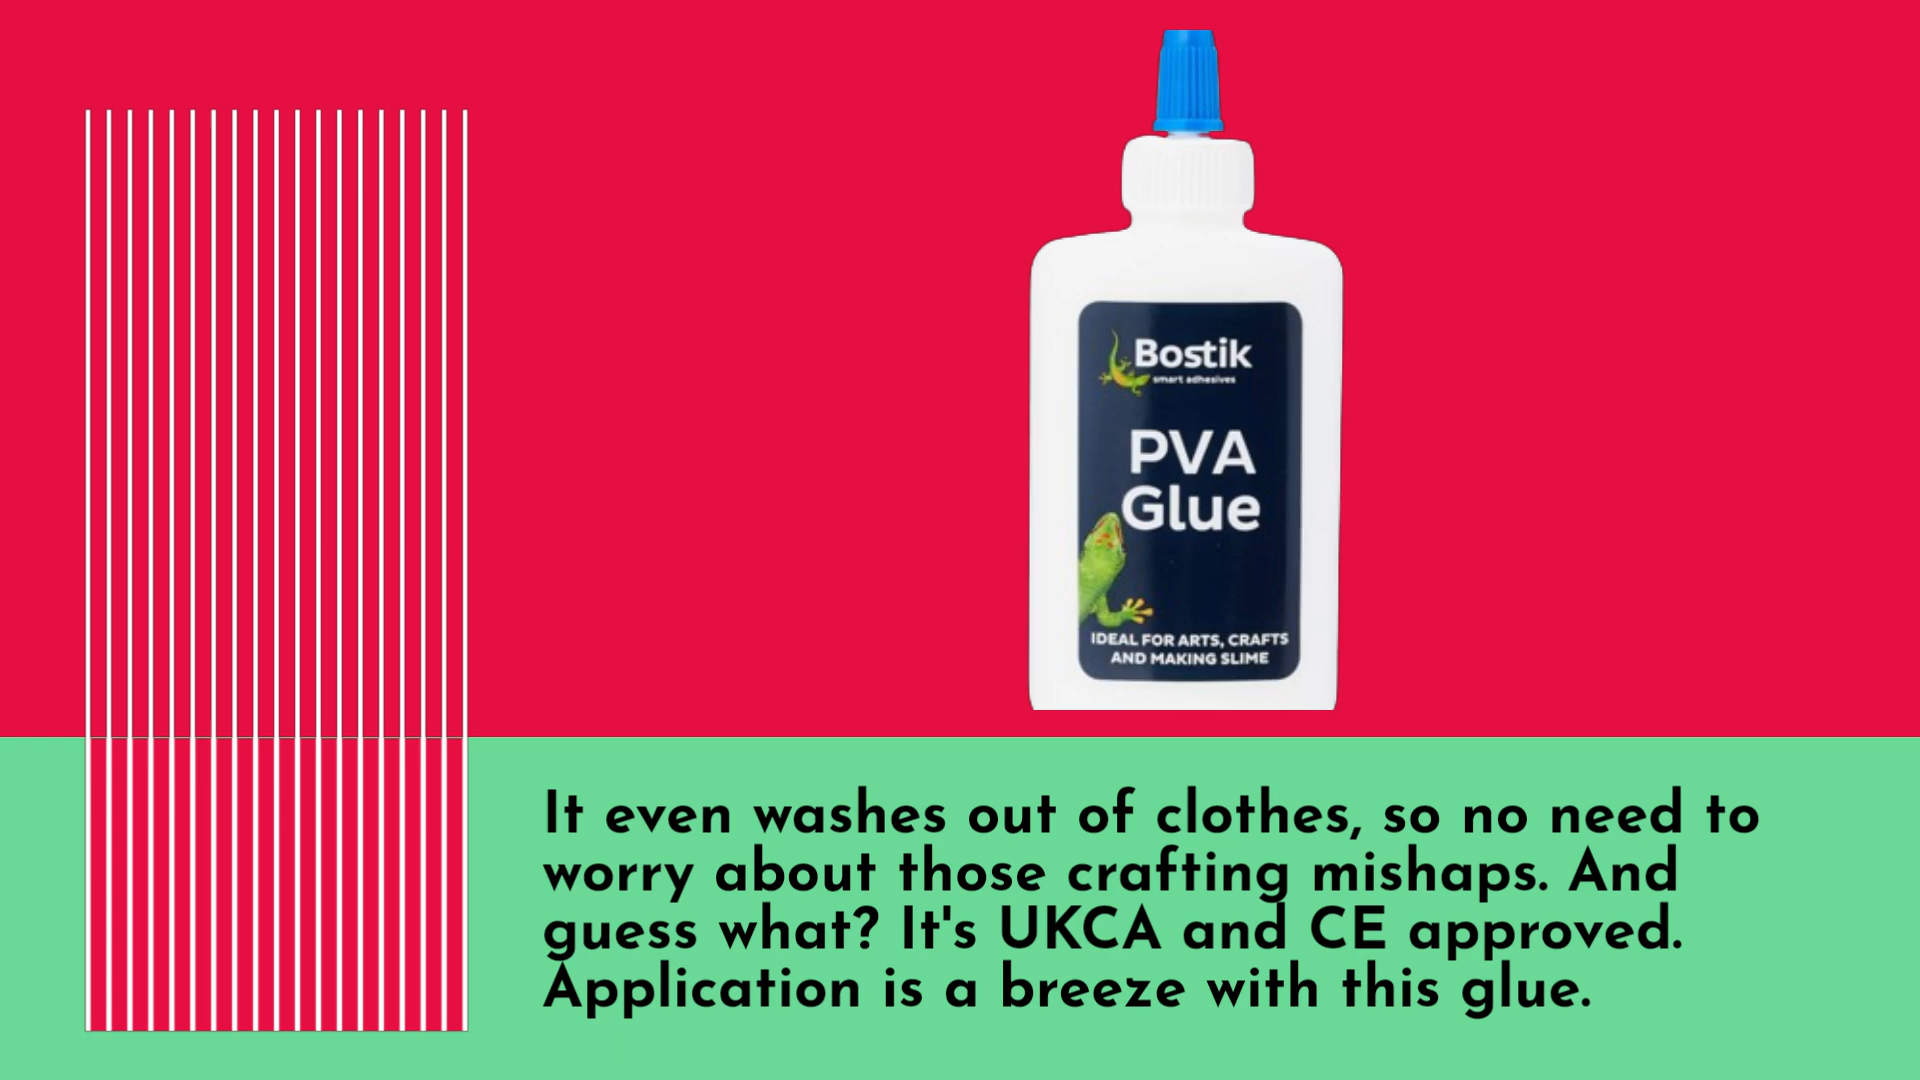 Bostik
smart adhesives
PVA
Glue
IDEAL FOR ARTS, CRAFTS
AND MAKING SLIME
It even washes out of clothes, so no need to
worry about those crafting mishaps. And
guess what? It's UKCA and CE approved.
Application is a breeze with this glue.